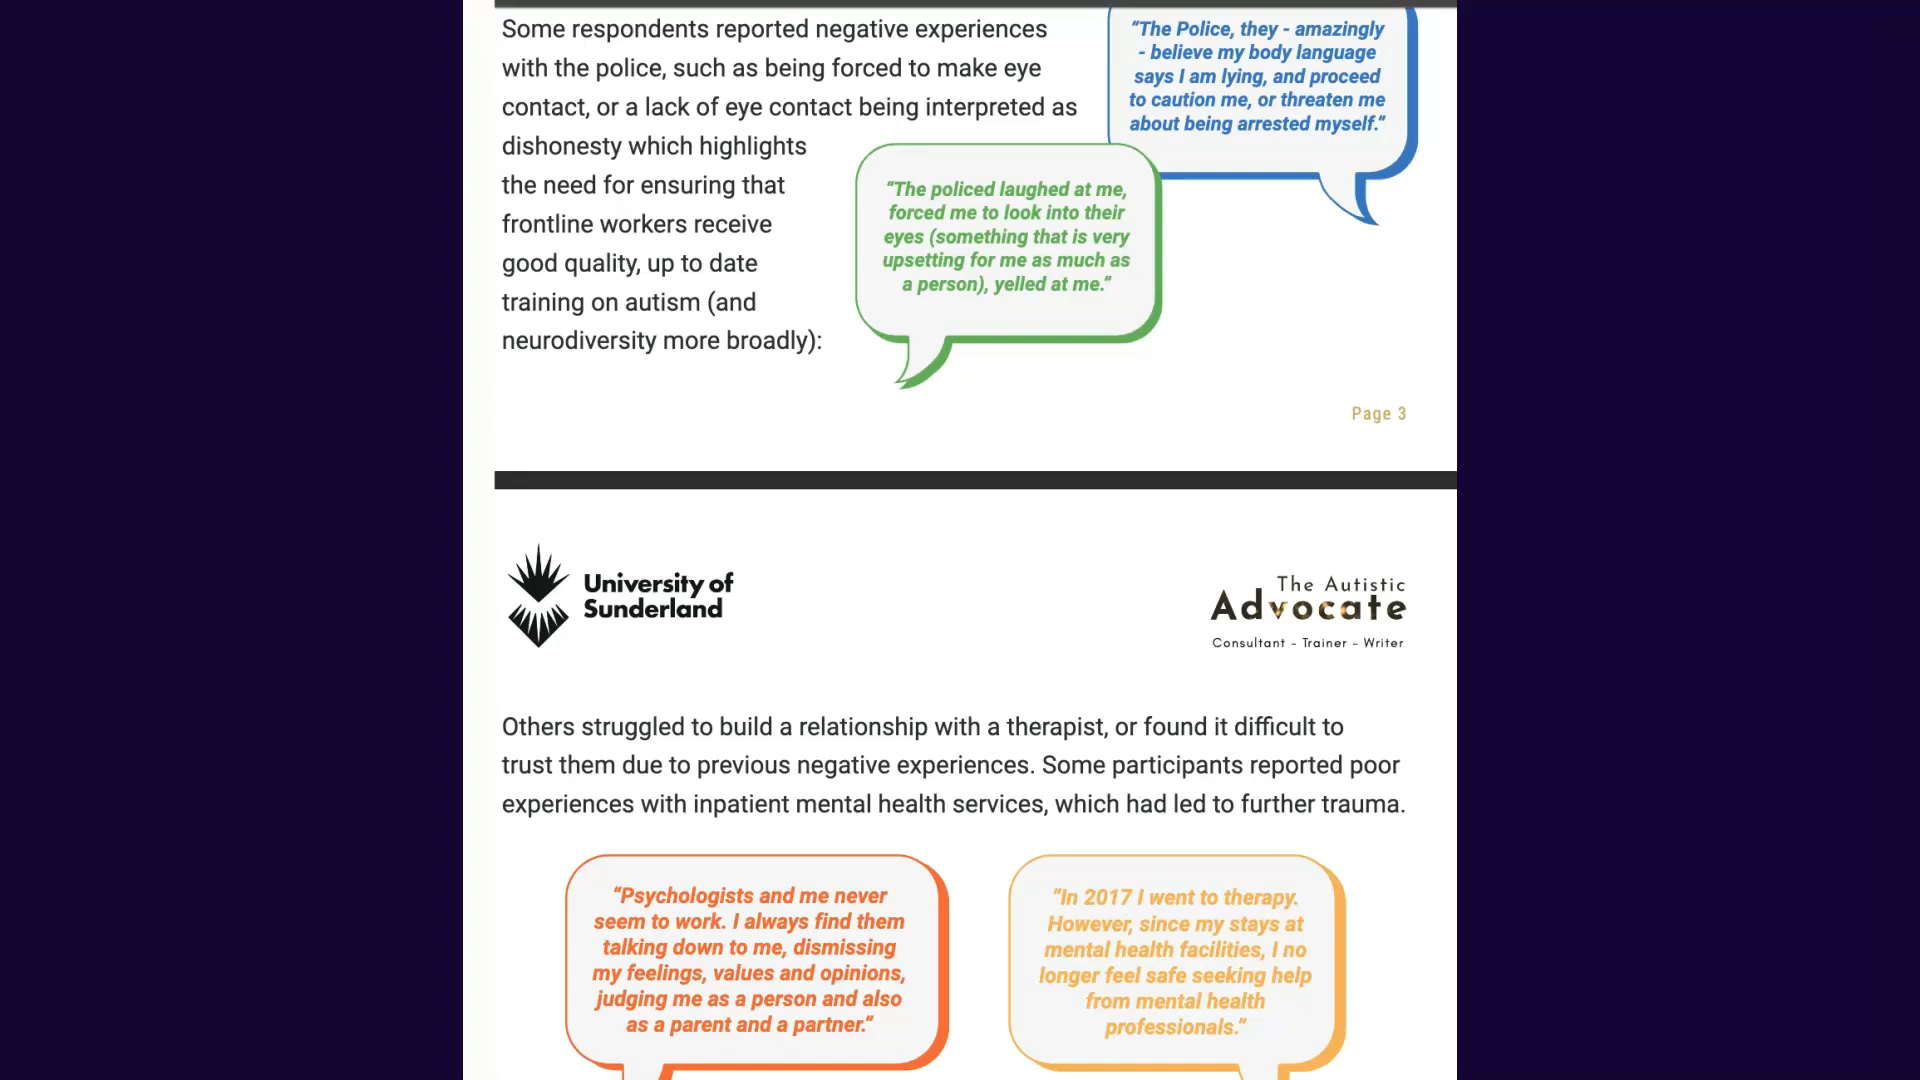 Some respondents reported negative experiences
with the police, such as being forced to make eye
contact, or a lack of eye contact being interpreted as
dishonesty which highlights
the need for ensuring that
frontline workers receive
good quality, up to date
training on autism (and
neurodiversity more broadly):
“The Police, they - amazingly
- believe my body language
says I am lying, and proceed
to caution me, or threaten me
about being arrested myself.”
“The policed laughed at me,
forced me to look into their
eyes (something that is very
upsetting for me as much as
a person), yelled at me.”
Page 3
University of
Sunderland
The Autistic
Advocate
Consultant - Trainer - Writer
Others struggled to build a relationship with a therapist, or found it difficult to
trust them due to previous negative experiences. Some participants reported poor
experiences with inpatient mental health services, which had led to further trauma.
“Psychologists and me never
seem to work. I always find them
talking down to me, dismissing
my feelings, values and opinions,
judging me as a person and also
as a parent and a partner.”
“In 2017 I went to therapy.
However, since my stays at
mental health facilities, I no
longer feel safe seeking help
from mental health
professionals.”